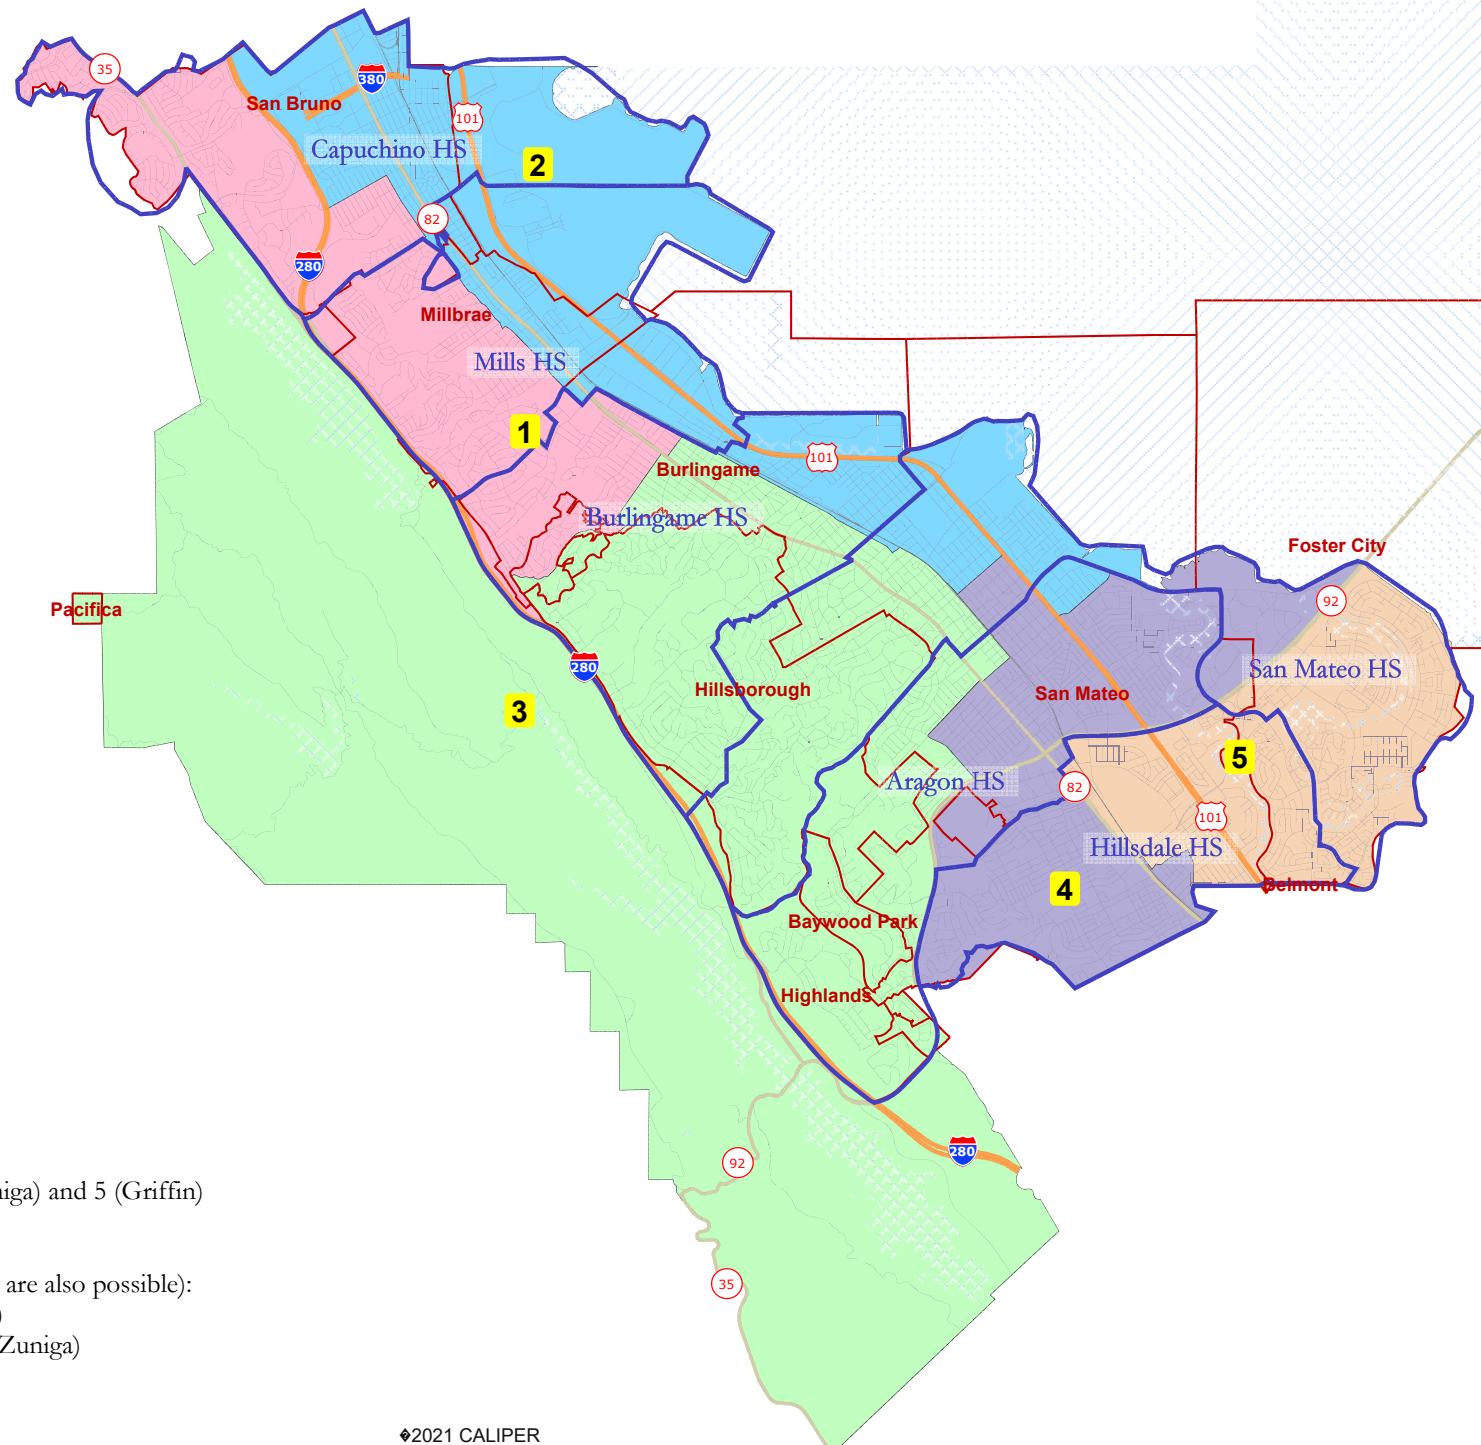 35
380
San Bruno
101
Capuchino HS
2
82
280
Millbrae
Mills HS
1
Burlingame
101
Burlingame HS
Foster City
92
Pacifica
280
San Mateo HS
Hillsborough
San Mateo
3
5
Aragon HS
82
101
Hillsdale HS
4
Belmont
Baywood Park
Highlands
280
92
iga) and 5 (Griffin)
35
are also possible):
)
Zuniga)
�2021 CALIPER